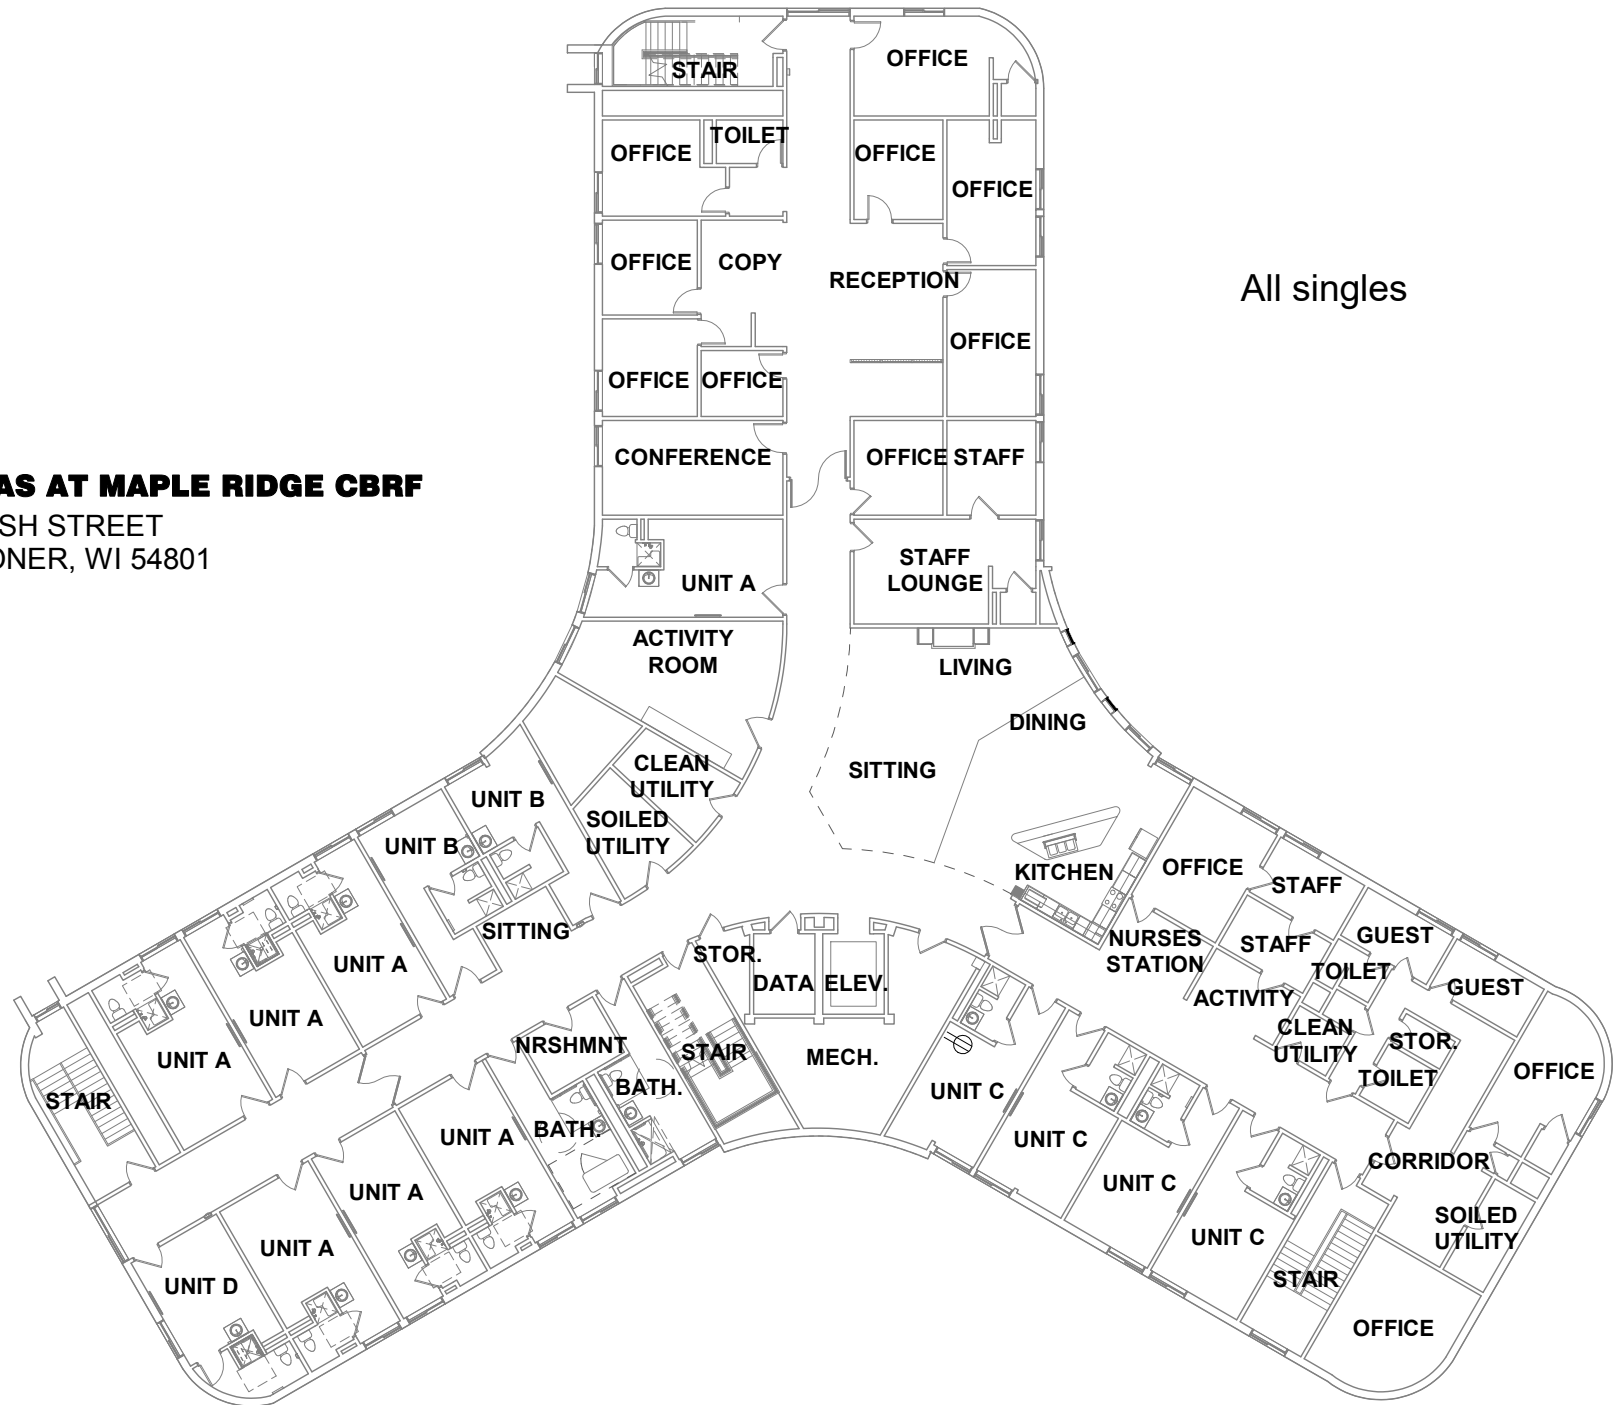 STAIR
OFFICE
TOILET
OFFICE
OFFICE
OFFICE
OFFICE
COPY
RECEPTION
All singles
OFFICE
OFFICE
OFFICE
CONFERENCE
OFFICE
STAFF
AS AT MAPLE RIDGE CBRF
SH STREET
ONER, WI 54801
UNIT A
STAFF
LOUNGE
ACTIVITY
ROOM
LIVING
DINING
SITTING
CLEAN
UTILITY
UNIT B
SOILED
UTILITY
UNIT B
KITCHEN
OFFICE
STAFF
SITTING
GUEST
NURSES
STATION
STAFF
TOILET
STOR.
DATA
ELEV.
UNIT A
ACTIVITY
GUEST
UNIT A
CLEAN
UTILITY
STOR.
NRSHMNT
STAIR
MECH.
UNIT A
OFFICE
TOILET
BATH.
UNIT C
STAIR
UNIT A
BATH.
UNIT C
CORRIDOR
UNIT A
UNIT C
SOILED
UTILITY
UNIT A
UNIT C
UNIT D
STAIR
OFFICE